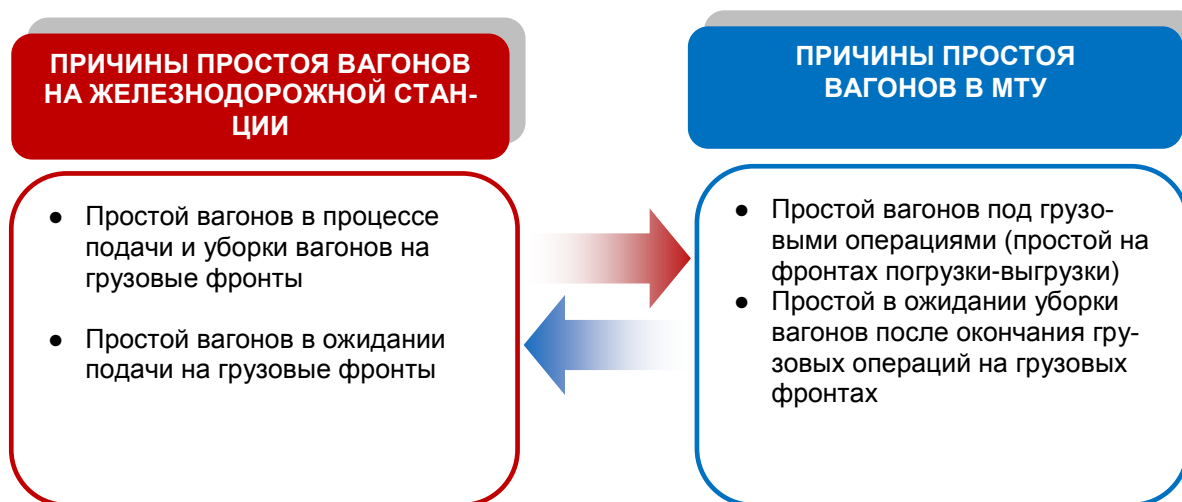 ПРИЧИНЫ ПРОСТОЯ ВАГОНОВ
НА ЖЕЛЕЗНОДОРОЖНОЙ СТАН-
ЦИИ
● Простой вагонов в процессе
подачи и уборки вагонов на
грузовые фронты
● Простой вагонов в ожидании
подачи на грузовые фронты
ПРИЧИНЫ ПРОСТОЯ
ВАГОНОВ В МТУ
● Простой вагонов под грузо-
выми операциями (простой на
фронтах погрузки-выгрузки)
● Простой в ожидании уборки
вагонов после окончания гру-
зовых операций на грузовых
фронтах